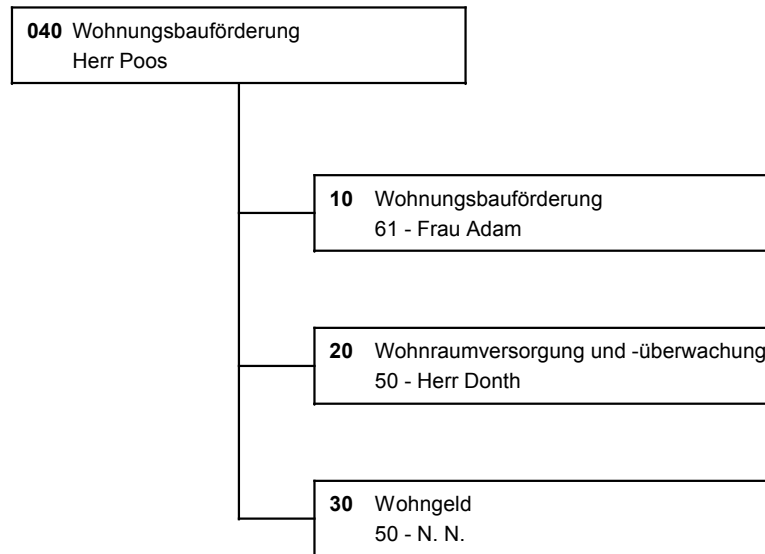 040 Wohnungsbauförderung
Herr Poos
10 Wohnungsbauförderung
61 - Frau Adam
20 Wohnraumversorgung und -überwachung
50 - Herr Donth
30 Wohngeld
50 - N. N.